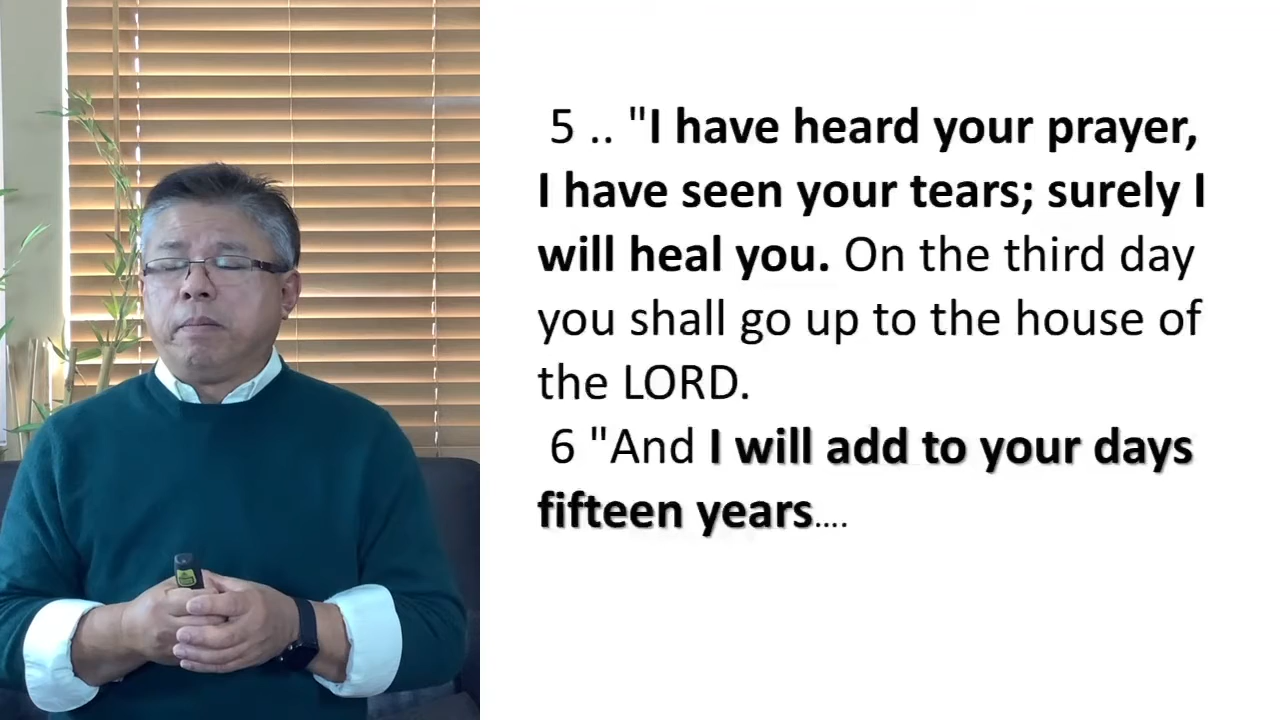 5 .. "I have heard your prayer,
I have seen your tears; surely I
will heal you. On the third day
you shall go up to the house of
the LORD.
6 "And I will add to your days
fifteen years....